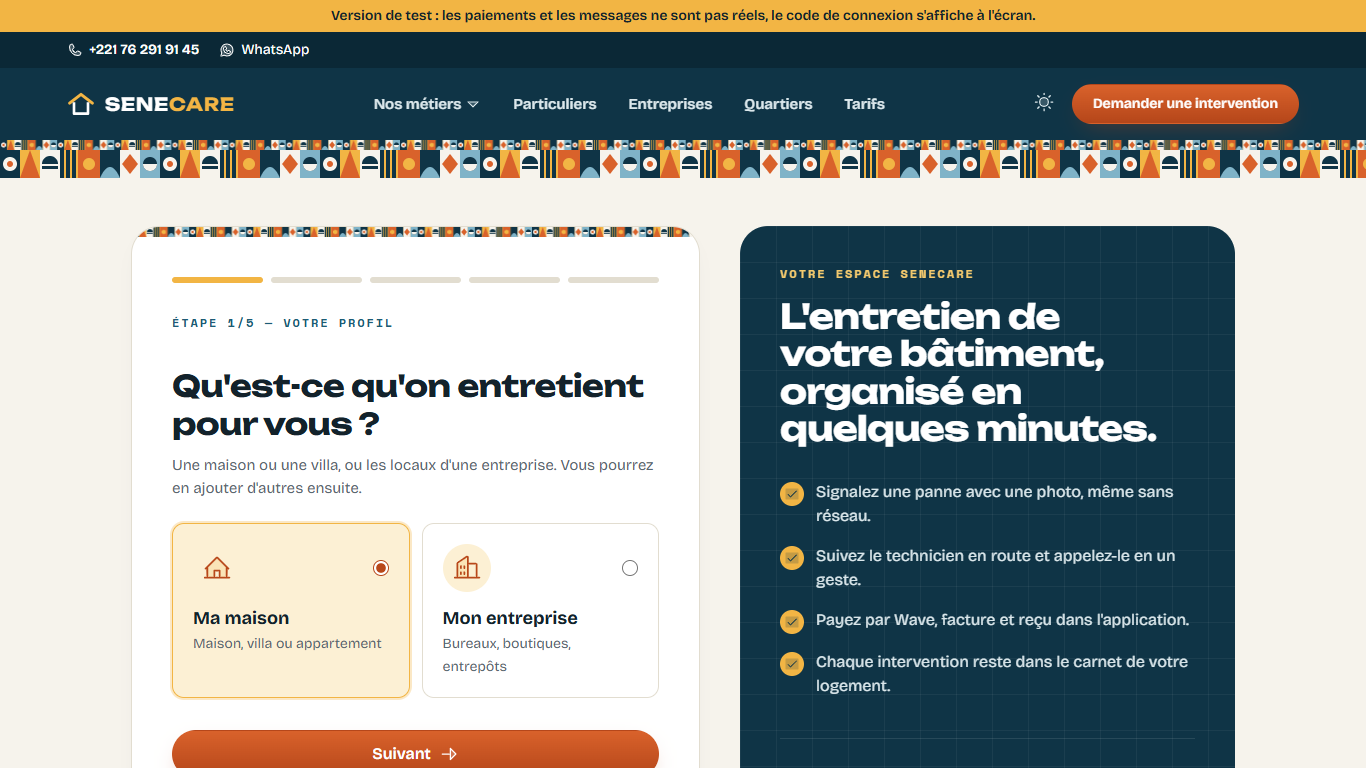 Version de test : les paiements et les messages ne sont pas réels, le code de connexion s'affiche à l'écran.
+221 76 291 91 45 WhatsApp
SENECARE Nos métiers Particuliers Entreprises Quartiers Tarifs Demander une intervention
ÉTAPE 1/5 — VOTRE PROFIL
Qu'est-ce qu'on entretient
pour vous ?
Une maison ou une villa, ou les locaux d'une entreprise. Vous pourrez
en ajouter d'autres ensuite.
Ma maison
Maison, villa ou appartement
Mon entreprise
Bureaux, boutiques,
entrepôts
Suivant
VOTRE ESPACE SENECARE
L'entretien de
votre bâtiment,
organisé en
quelques minutes.
Signalez une panne avec une photo, même sans
réseau.
Suivez le technicien en route et appelez-le en un
geste.
Payez par Wave, facture et reçu dans l'application.
Chaque intervention reste dans le carnet de votre
logement.